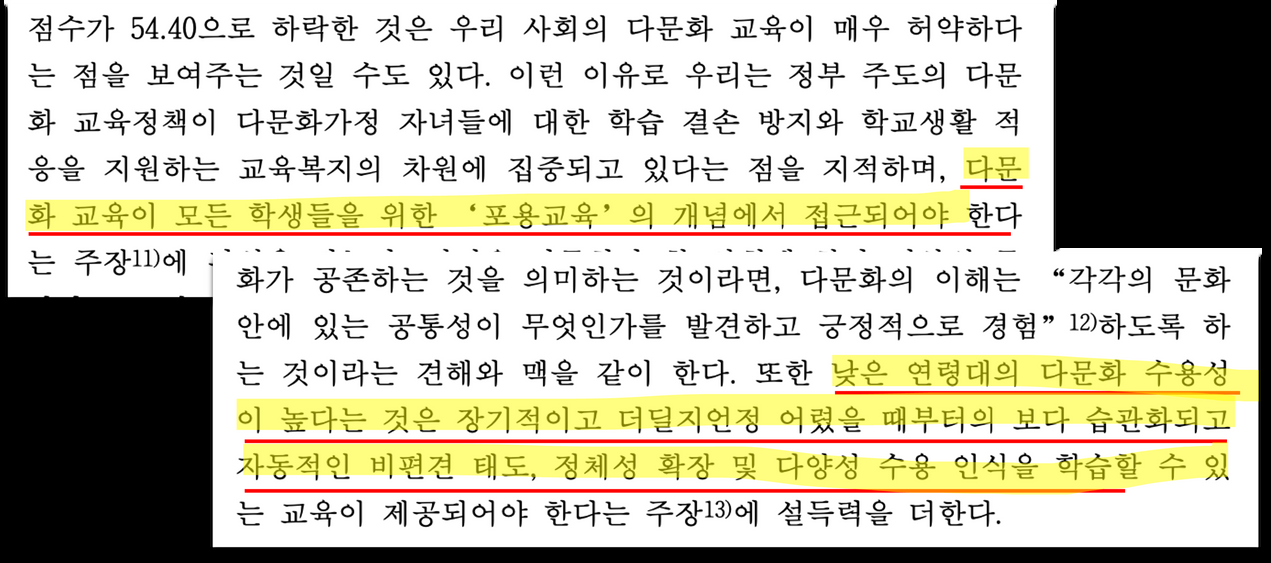 점수가 54.40으로 하락한 것은 우리 사회의 다문화 교육이 매우 허약하다
는 점을 보여주는 것일 수도 있다. 이런 이유로 우리는 정부 주도의 다문
화 교육정책이 다문화가정 자녀들에 대한 학습 결손 방지와 학교생활 적
응을 지원하는 교육복지의 차원에 집중되고 있다는 점을 지적하며, 다문
화 교육이 모든 학생들을 위한 ‘포용교육’의 개념에서 접근되어야 한다
는 주장11)에
화가 공존하는 것을 의미하는 것이라면, 다문화의 이해는 “각각의 문화
안에 있는 공통성이 무엇인가를 발견하고 긍정적으로 경험” 12)하도록 하
는 것이라는 견해와 맥을 같이 한다. 또한 낮은 연령대의 다문화 수용성
이 높다는 것은 장기적이고 더딜지언정 어렸을 때부터의 보다 습관화되고
자동적인 비편견 태도, 정체성 확장 및 다양성 수용 인식을 학습할 수 있
는 교육이 제공되어야 한다는 주장13)에 설득력을 더한다.